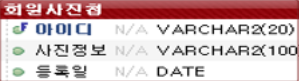 회원사진첩
아이디 N/A VARCHAR2(20)
사진정보 N/A VARCHAR2(100
등록일 N/A DATE